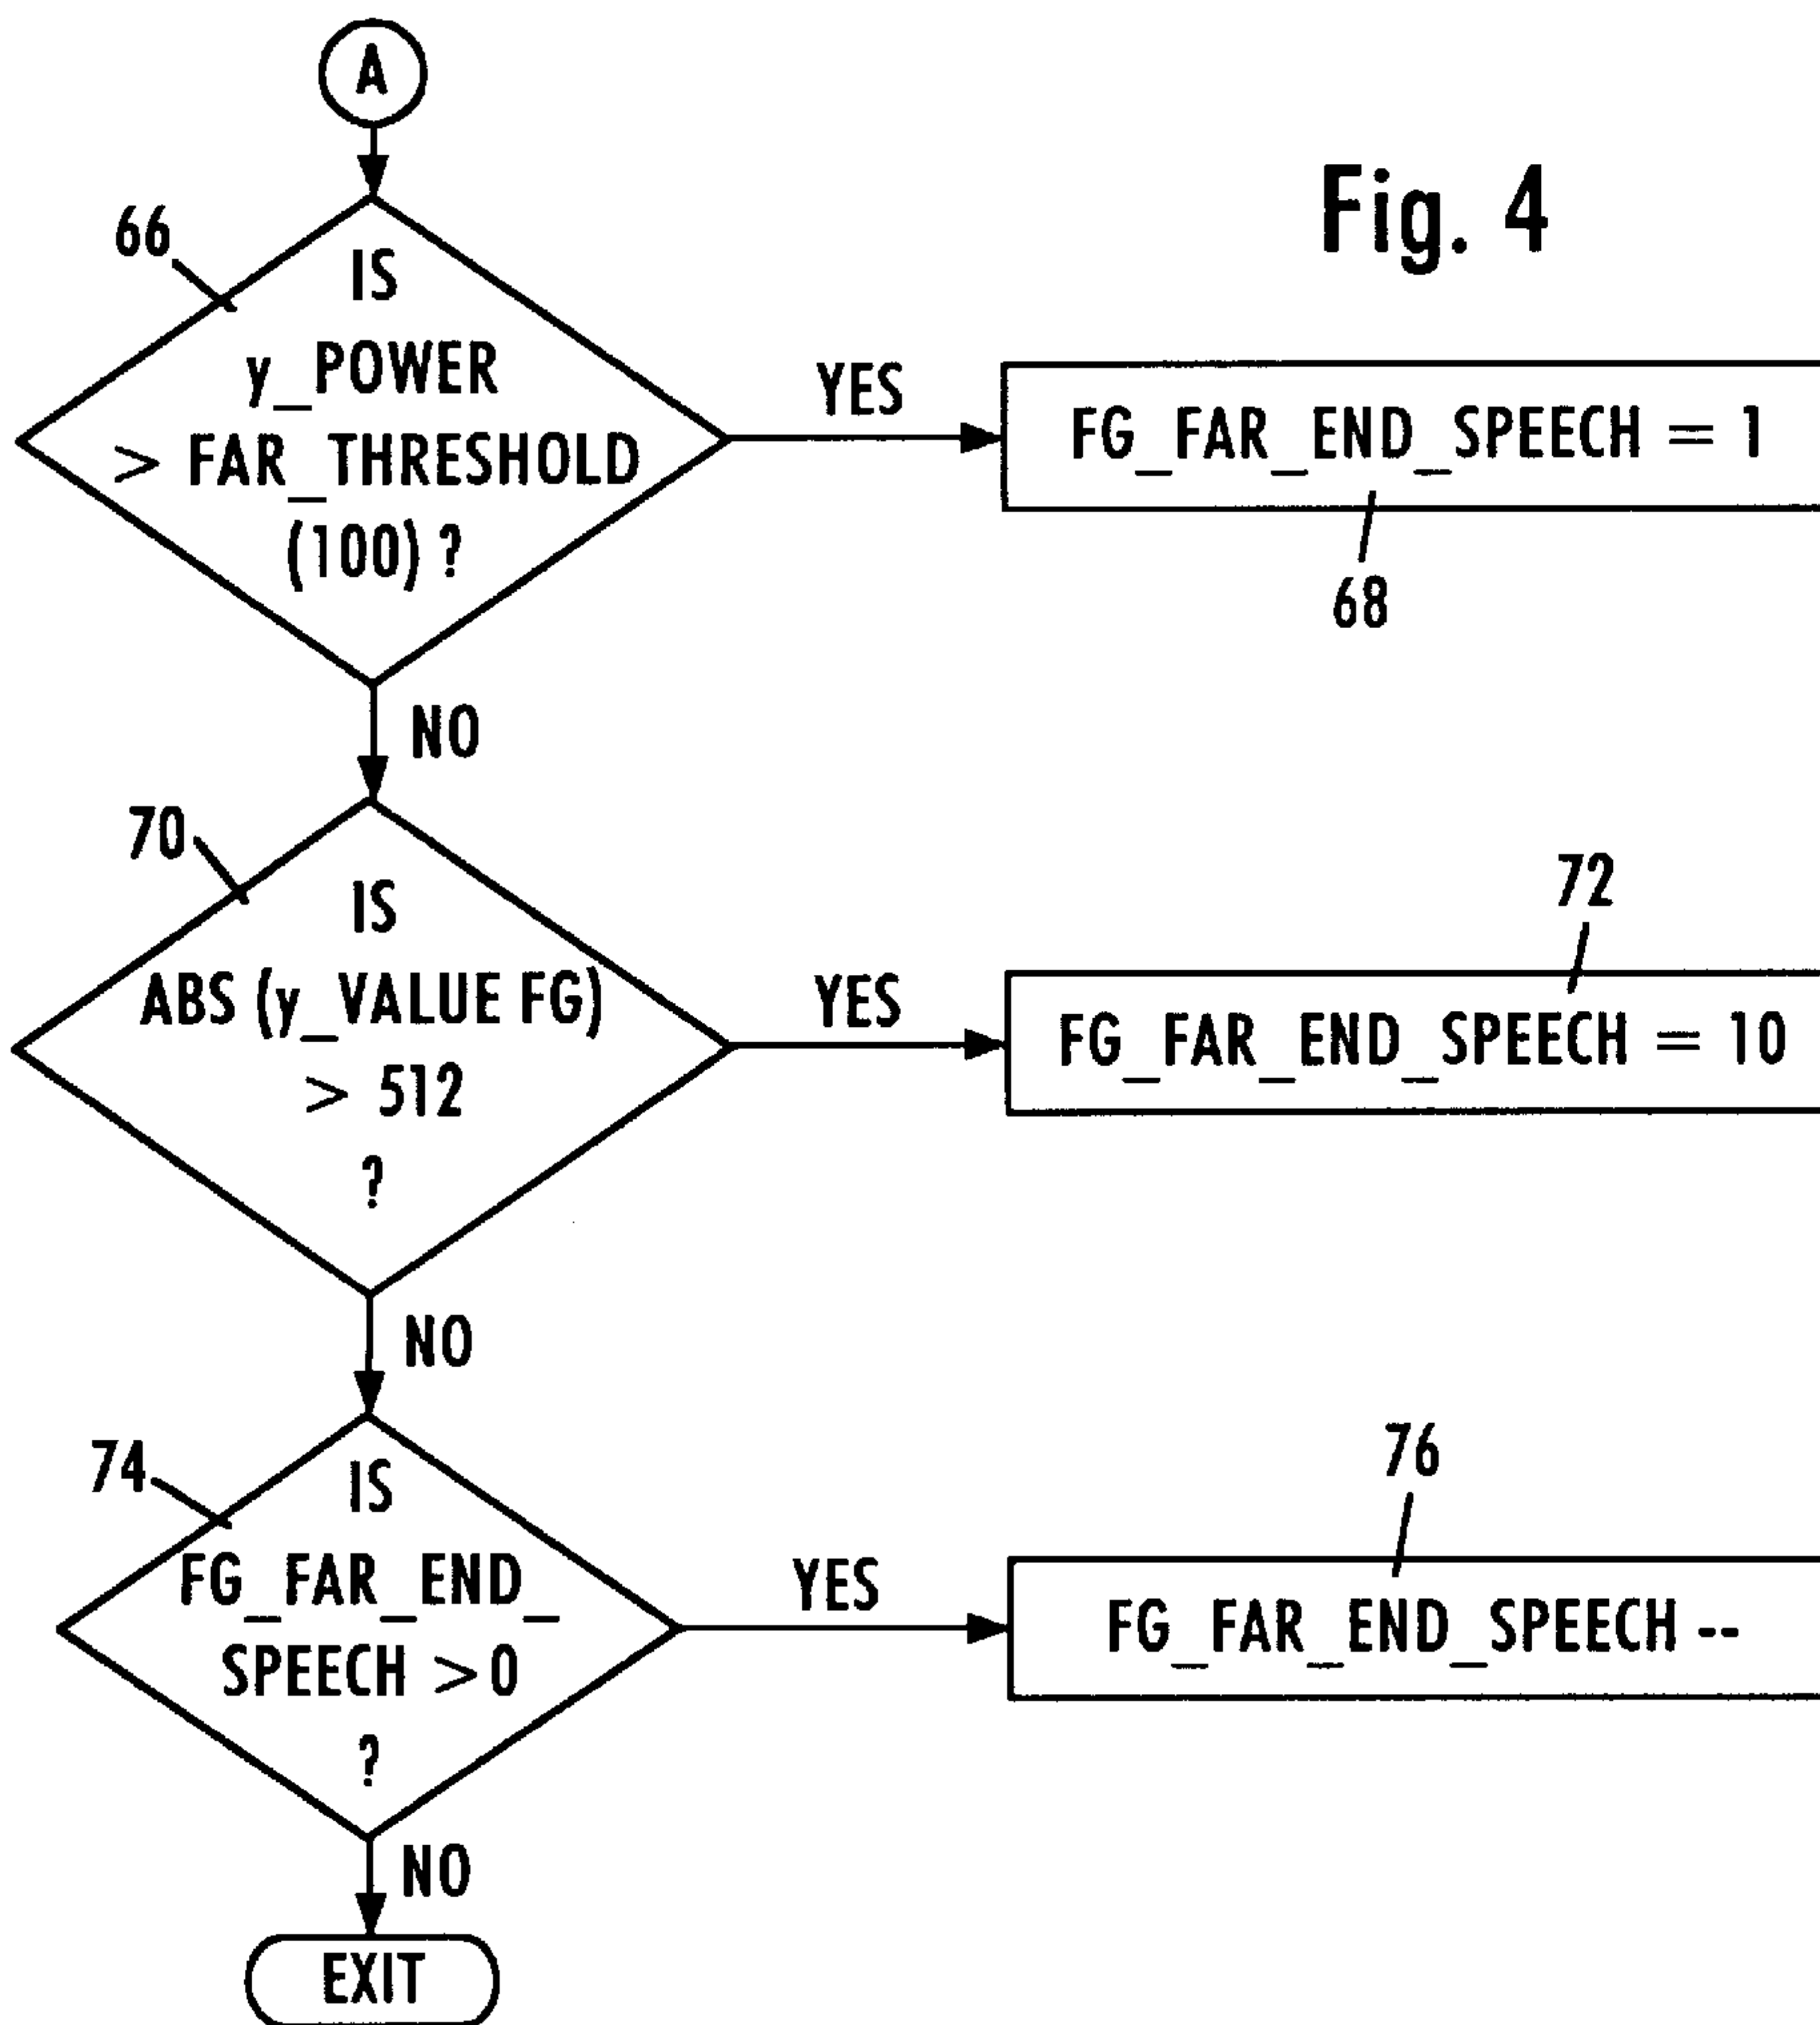 A
Fig. 4
66
IS
y_POWER
> FAR_THRESHOLD
(100) ?
YES
FG_FAR_END_SPEECH = 1
68
NO
70
IS
ABS (y_VALUE FG)
> 512
?
YES
72
FG_FAR_END_SPEECH = 10
NO
74
IS
FG_FAR_END_
SPEECH > 0
?
YES
76
FG_FAR_END_SPEECH --
NO
EXIT